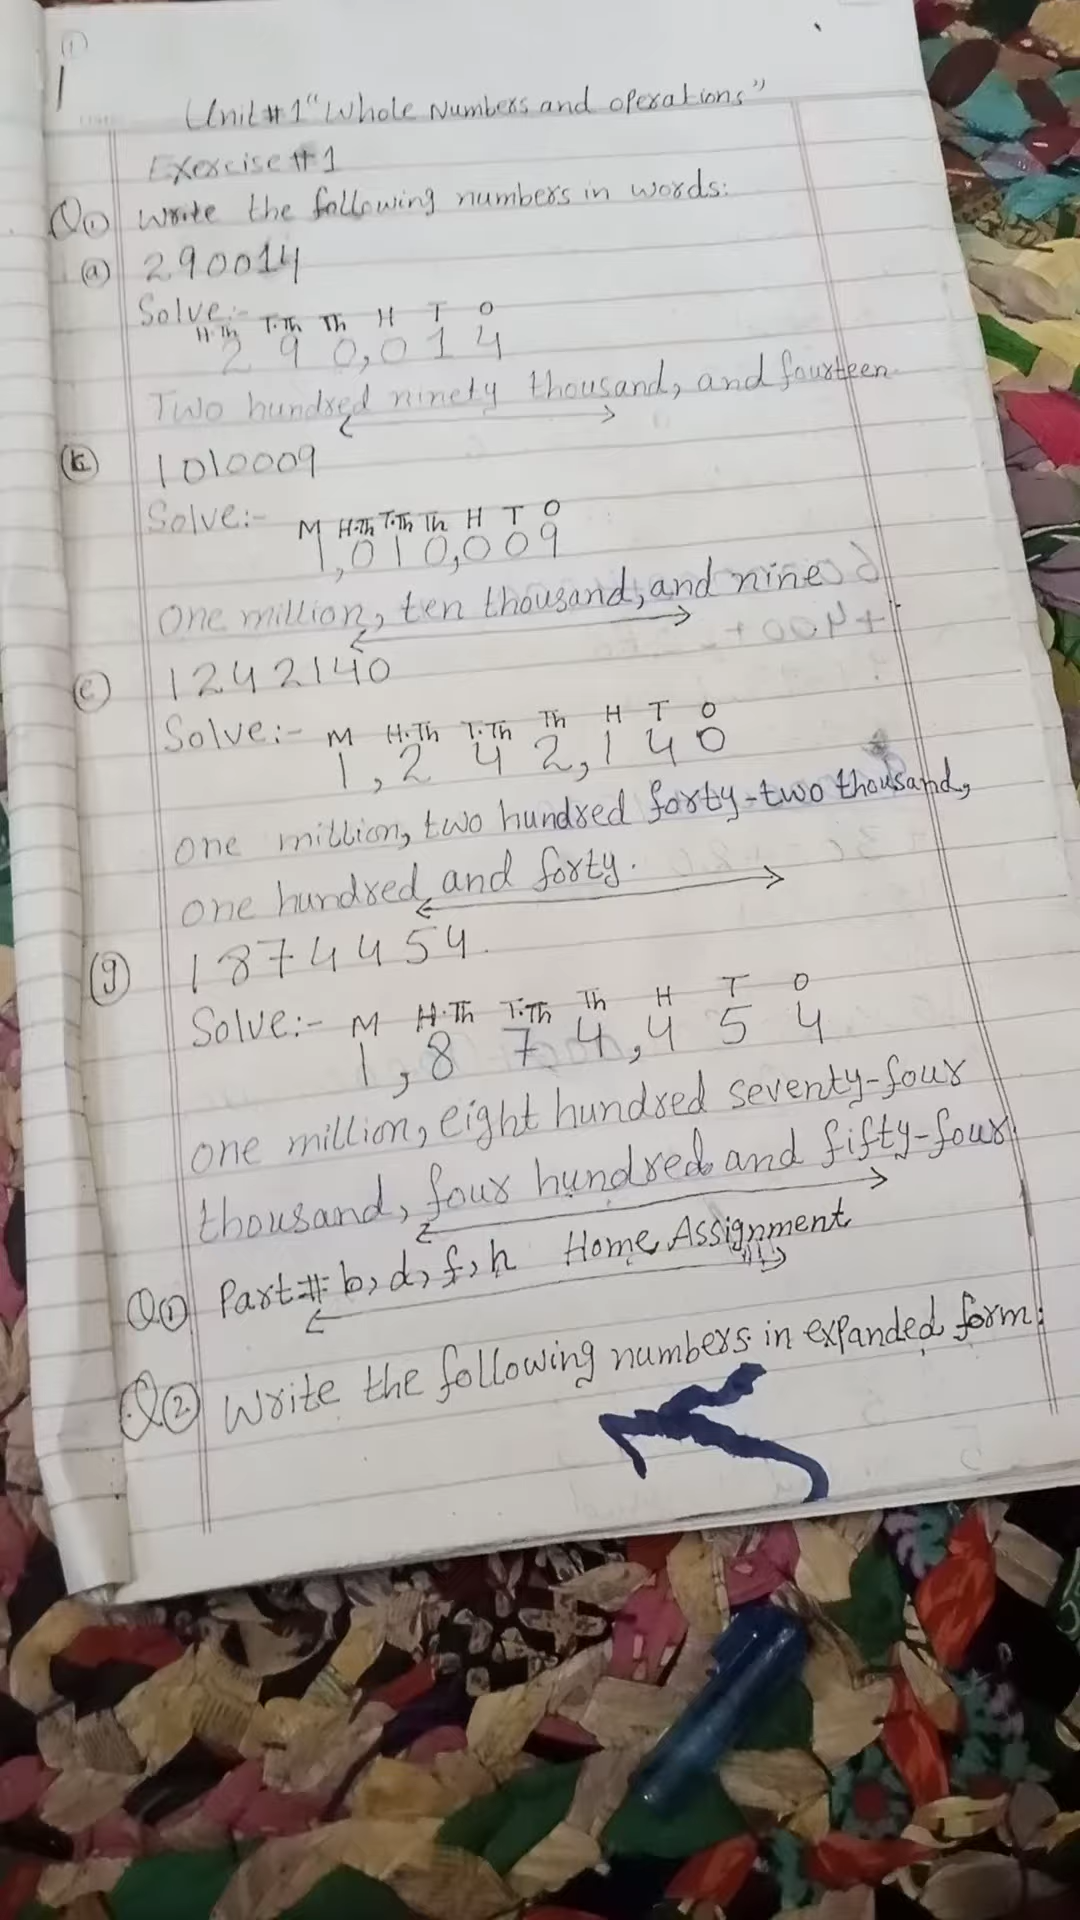 (1)
Unit # 1 "Whole Numbers and operations"
Exercise # 1
Q1 Write the following numbers in words:
(a) 290014
Solve:-
H.Th T.Th Th H T O
2 9 0,0 1 4
Two hundred ninety thousand, and fourteen.
1010009
Solve:- M H.Th T.Th Th H T O
1,010,009
One million, ten thousand, and nine
(e) 1242140
Solve:- M H.Th T.Th Th H T O
1,2 4 2,1 4 0
one million, two hundred forty-two thousand,
one hundred and forty.
(g) 1874454.
Solve:- M H.Th T.Th Th H T O
1,8 7 4,4 5 4
one million, eight hundred seventy-four
thousand, four hundred and fifty-four
Q1 Part # b, d, f, h Home Assignment
Q2 Write the following numbers in expanded form: